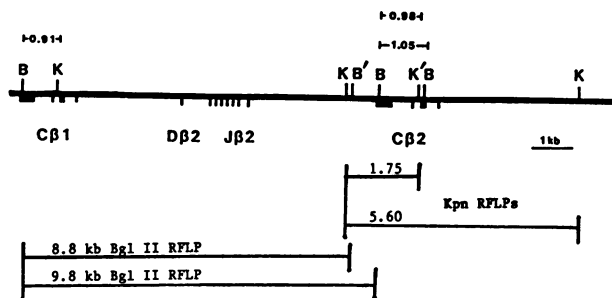 0.98
0.91 1.05
B K K B′ B K′ B K
Cβ1 Dβ2 Jβ2 Cβ2 1kb
1.75
Kpn RFLPs
5.60
8.8 kb Bgl II RFLP
9.8 kb Bgl II RFLP